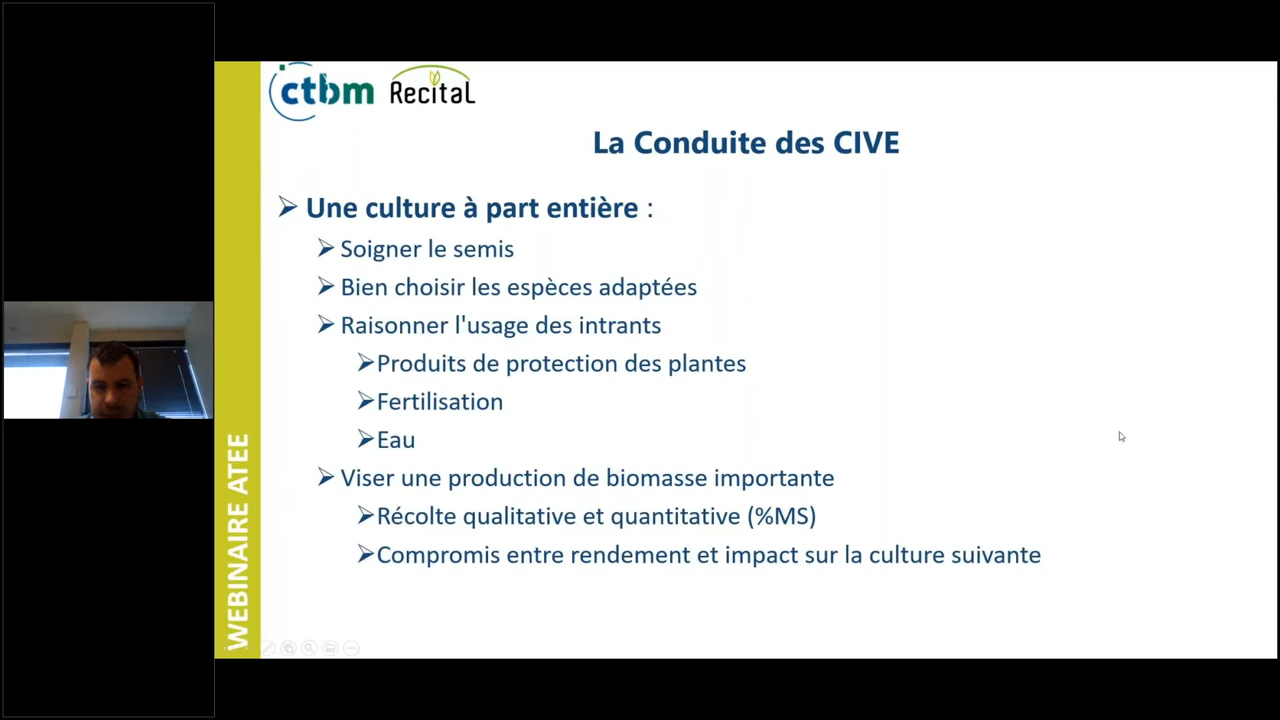 ctbm Recital
La Conduite des CIVE
Une culture à part entière :
Soigner le semis
Bien choisir les espèces adaptées
Raisonner l'usage des intrants
Produits de protection des plantes
Fertilisation
Eau
Viser une production de biomasse importante
Récolte qualitative et quantitative (%MS)
Compromis entre rendement et impact sur la culture suivante
WEBINAIRE ATEE